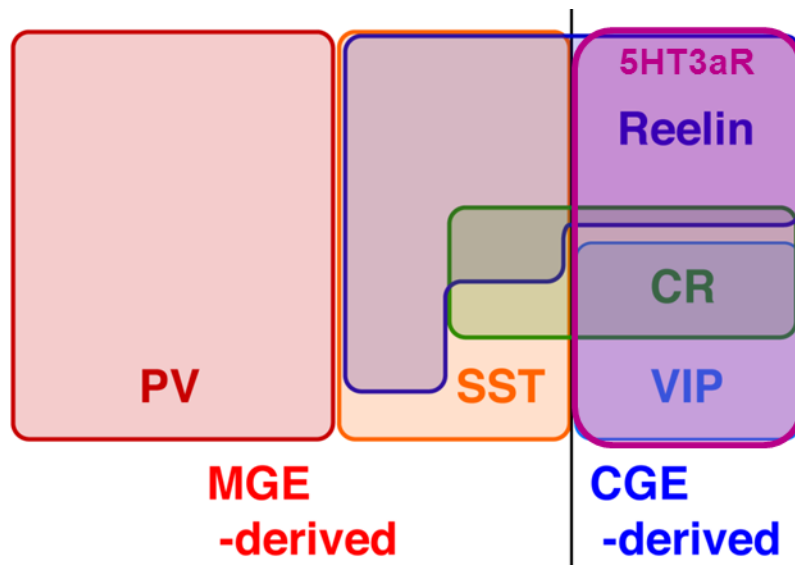 5HT3aR
Reelin
CR
PV
SST
VIP
MGE
-derived
CGE
-derived